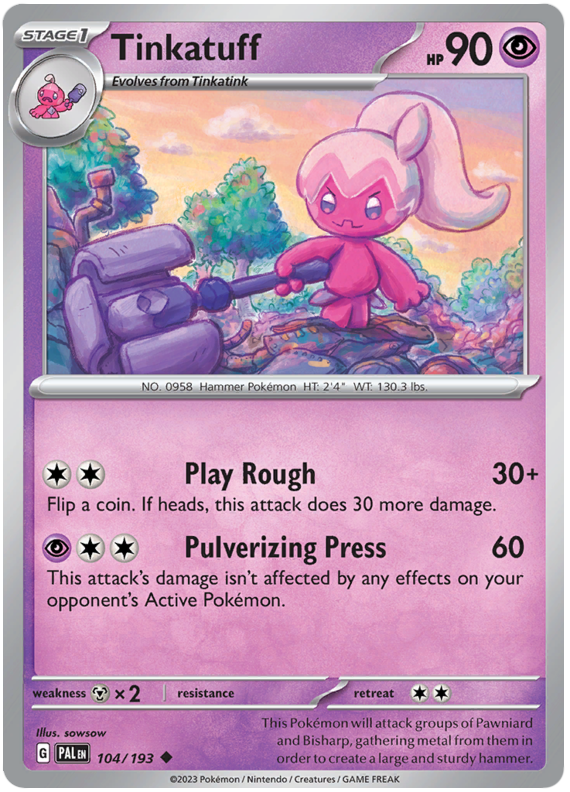 STAGE1
Tinkatuff
HP 90
Evolves from Tinkatink
NO. 0958 Hammer Pokémon HT: 2'4" WT: 130.3 lbs.
Play Rough 30+
Flip a coin. If heads, this attack does 30 more damage.
Pulverizing Press 60
This attack's damage isn't affected by any effects on your
opponent's Active Pokémon.
weakness ×2 resistance retreat
Illus. sowsow
G PAL EN 104/193
This Pokémon will attack groups of Pawniard
and Bisharp, gathering metal from them in
order to create a large and sturdy hammer.
©2023 Pokémon / Nintendo / Creatures / GAME FREAK